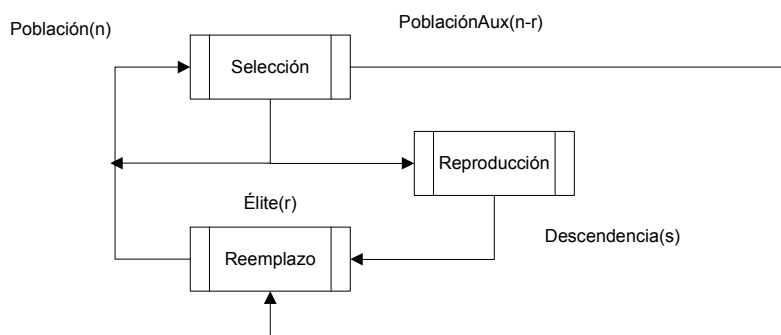 Población(n)
PoblaciónAux(n-r)
Selección
Reproducción
Élite(r)
Descendencia(s)
Reemplazo